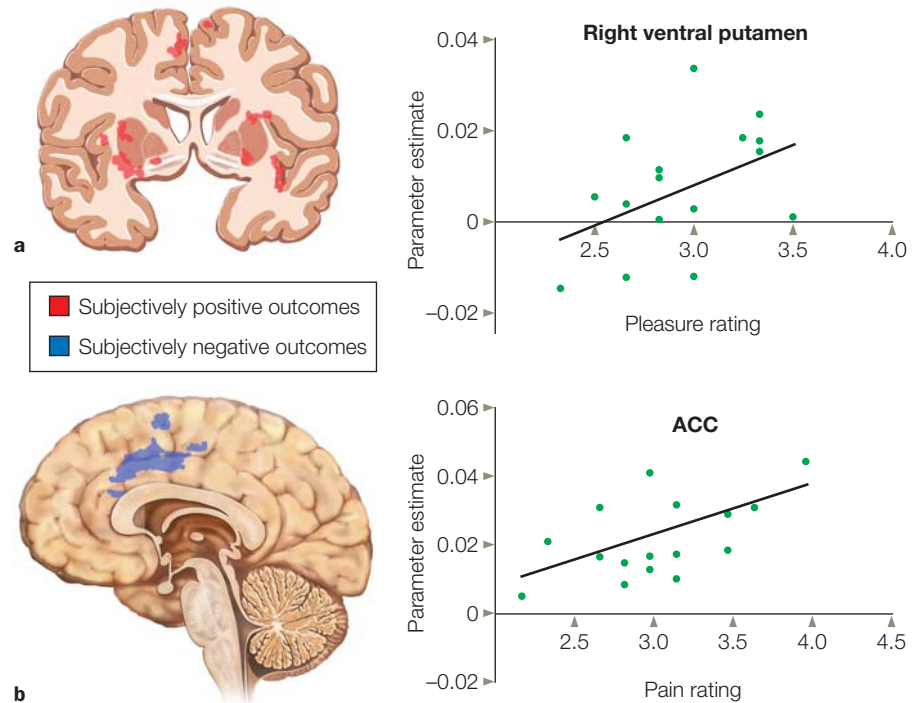 a
Subjectively positive outcomes
Subjectively negative outcomes
Right ventral putamen
Parameter estimate
0.04
0.02
0
−0.02
2.5 3.0 3.5 4.0
Pleasure rating
b
ACC
Parameter estimate
0.06
0.04
0.02
0
−0.02
2.5 3.0 3.5 4.0 4.5
Pain rating